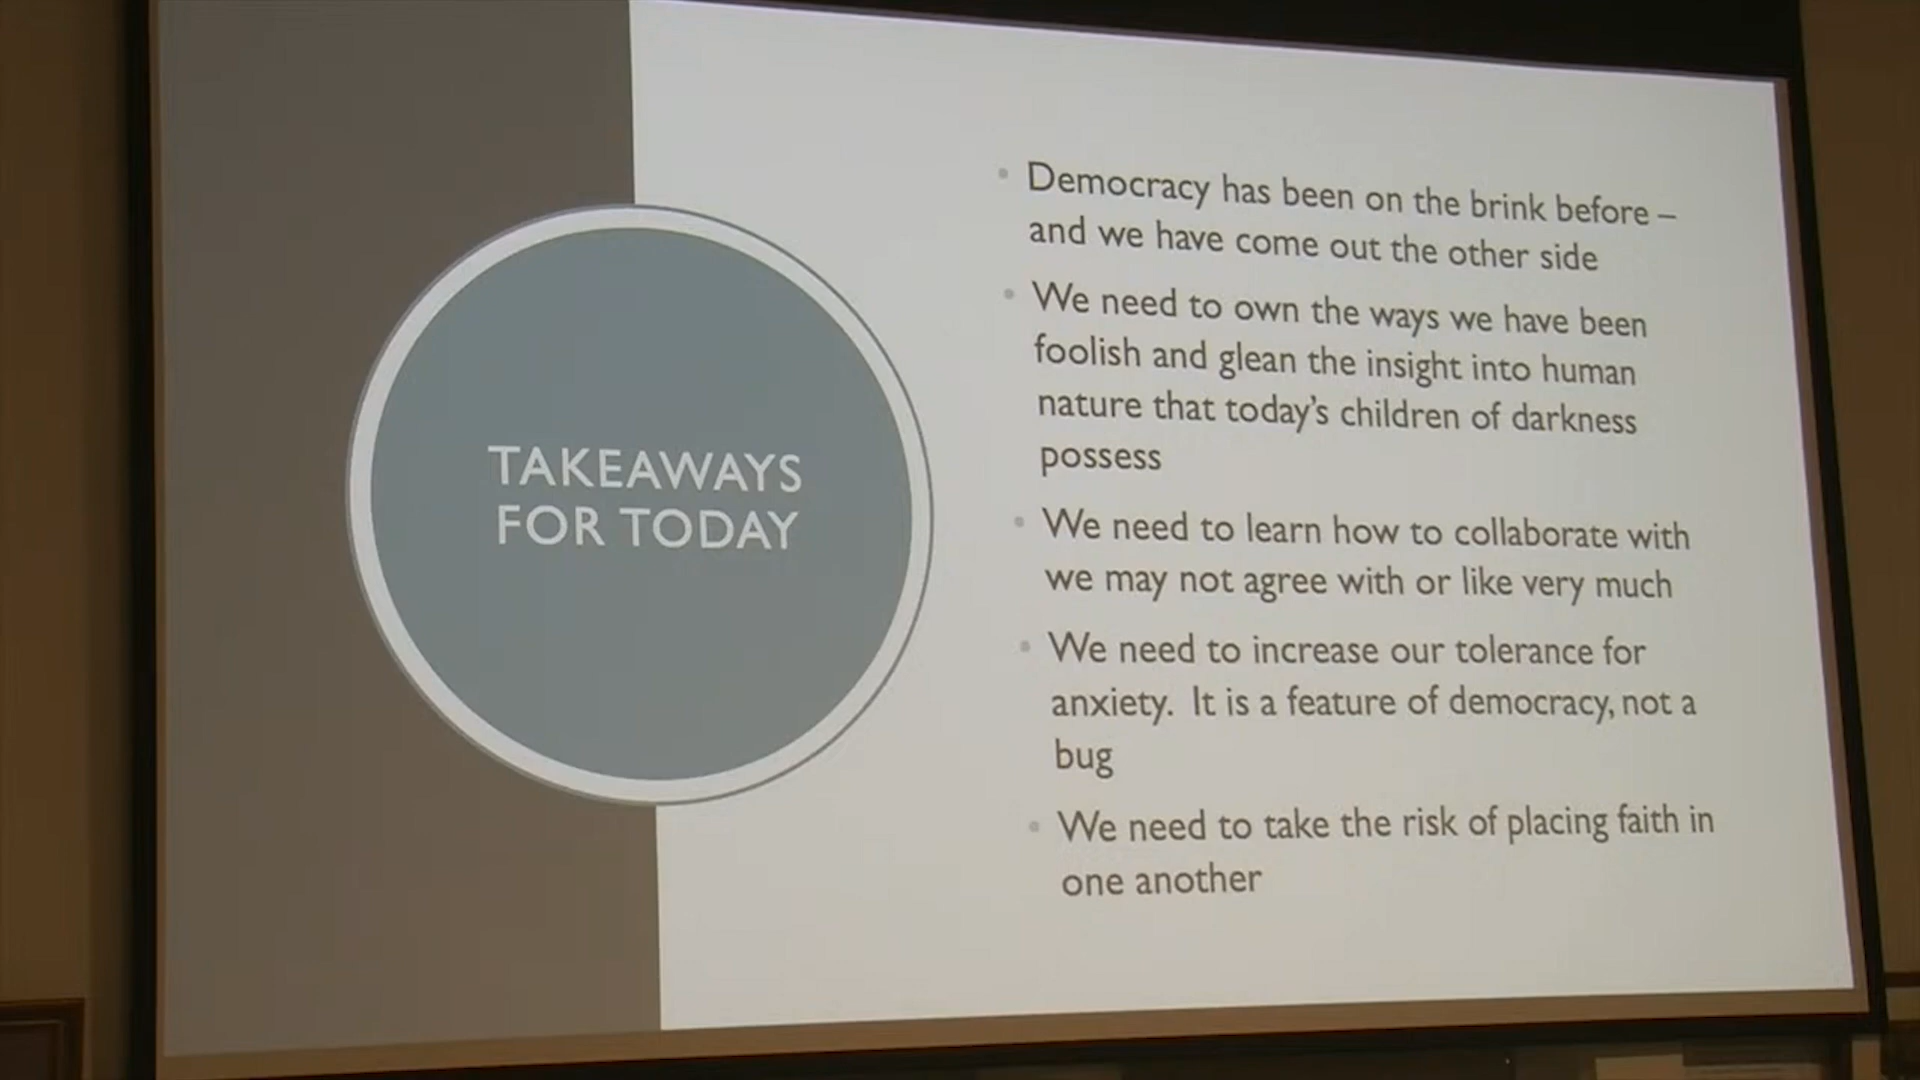 TAKEAWAYS
FOR TODAY
• Democracy has been on the brink before –
and we have come out the other side
• We need to own the ways we have been
foolish and glean the insight into human
nature that today's children of darkness
possess
• We need to learn how to collaborate with
we may not agree with or like very much
• We need to increase our tolerance for
anxiety. It is a feature of democracy, not a
bug
• We need to take the risk of placing faith in
one another